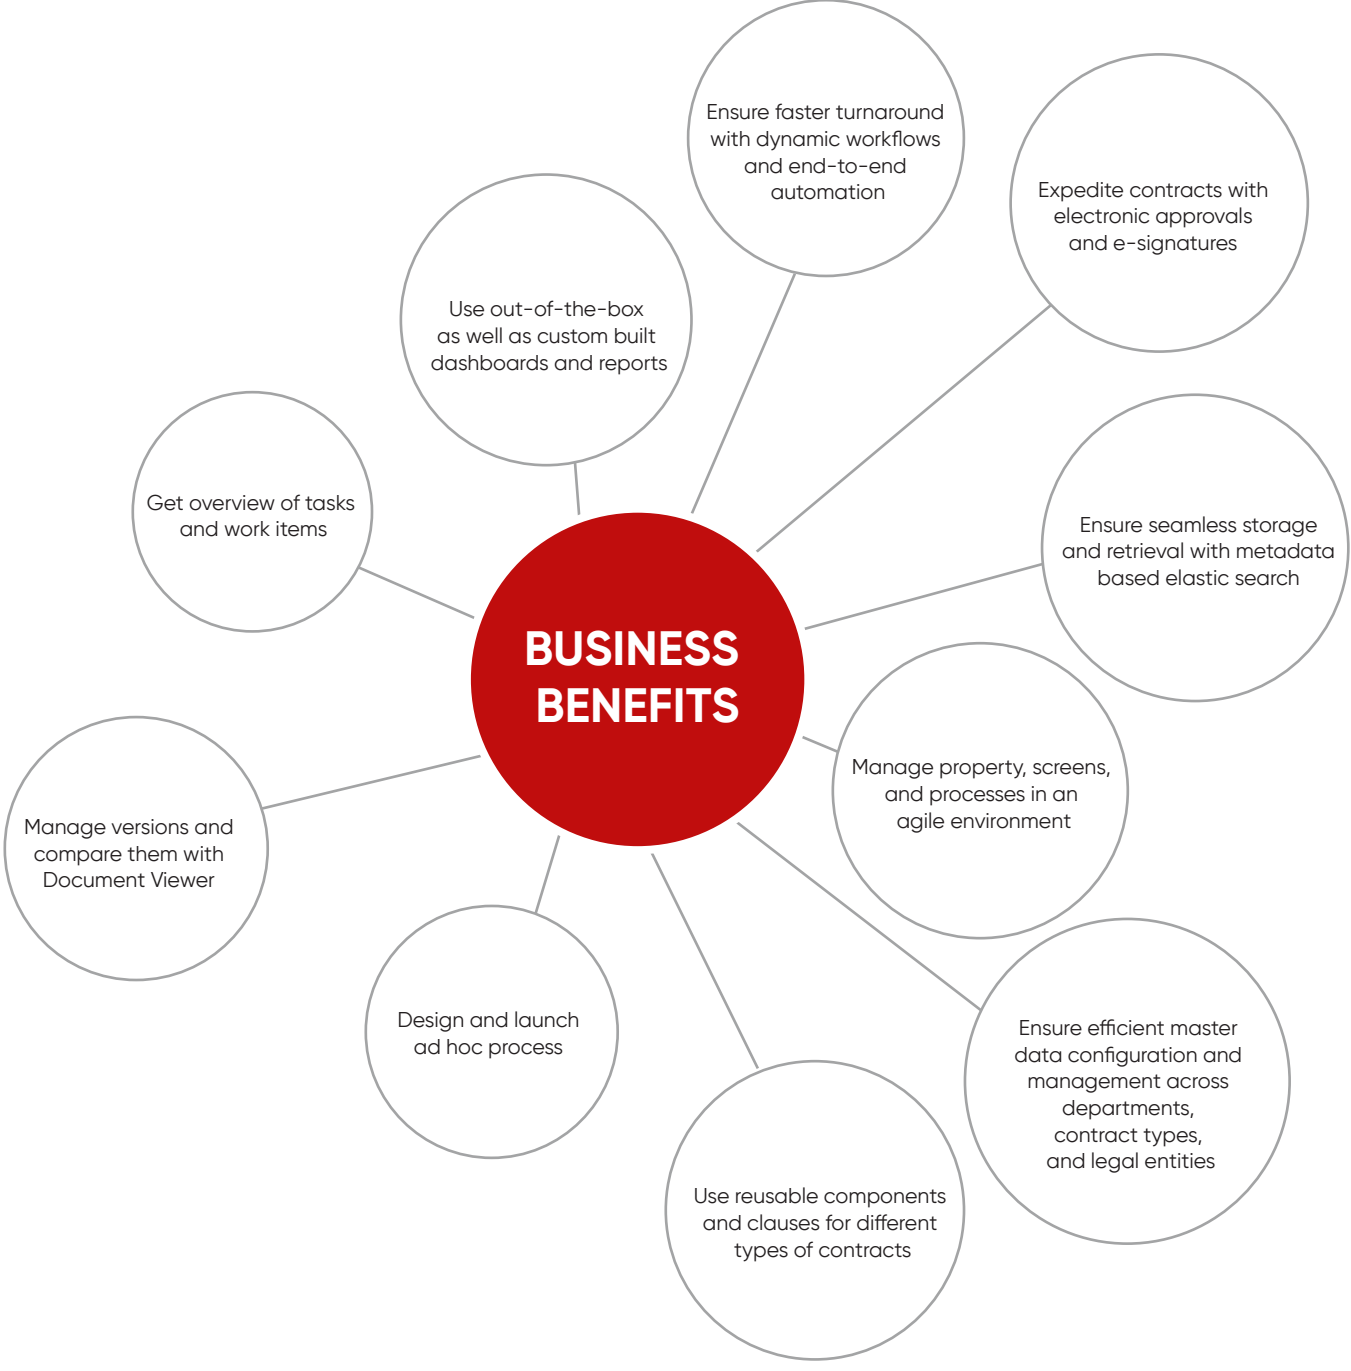 Ensure faster turnaround
with dynamic workflows
and end-to-end
automation
Expedite contracts with
electronic approvals
and e-signatures
Use out-of-the-box
as well as custom built
dashboards and reports
Get overview of tasks
and work items
Ensure seamless storage
and retrieval with metadata
based elastic search
BUSINESS
BENEFITS
Manage property, screens,
and processes in an
agile environment
Manage versions and
compare them with
Document Viewer
Design and launch
ad hoc process
Ensure efficient master
data configuration and
management across
departments,
contract types,
and legal entities
Use reusable components
and clauses for different
types of contracts